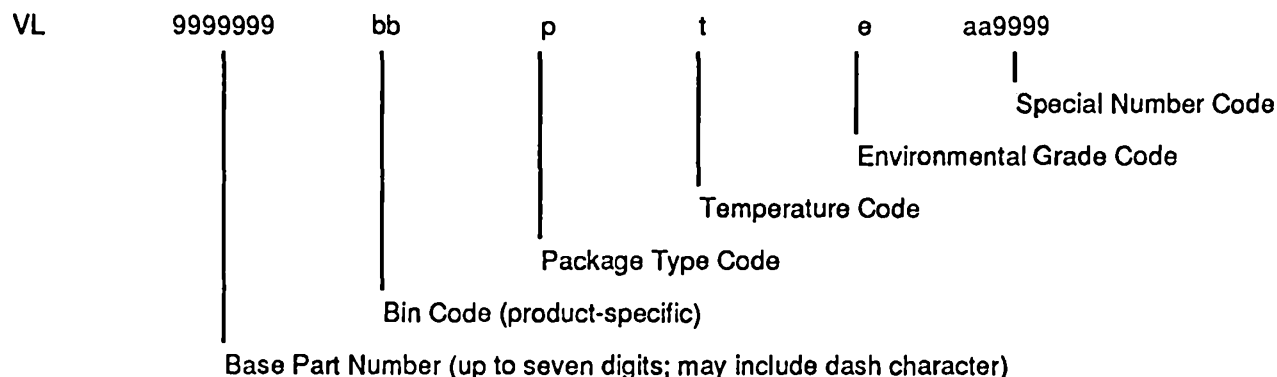 VL 9999999 bb p t e aa9999
Special Number Code
Environmental Grade Code
Temperature Code
Package Type Code
Bin Code (product-specific)
Base Part Number (up to seven digits; may include dash character)